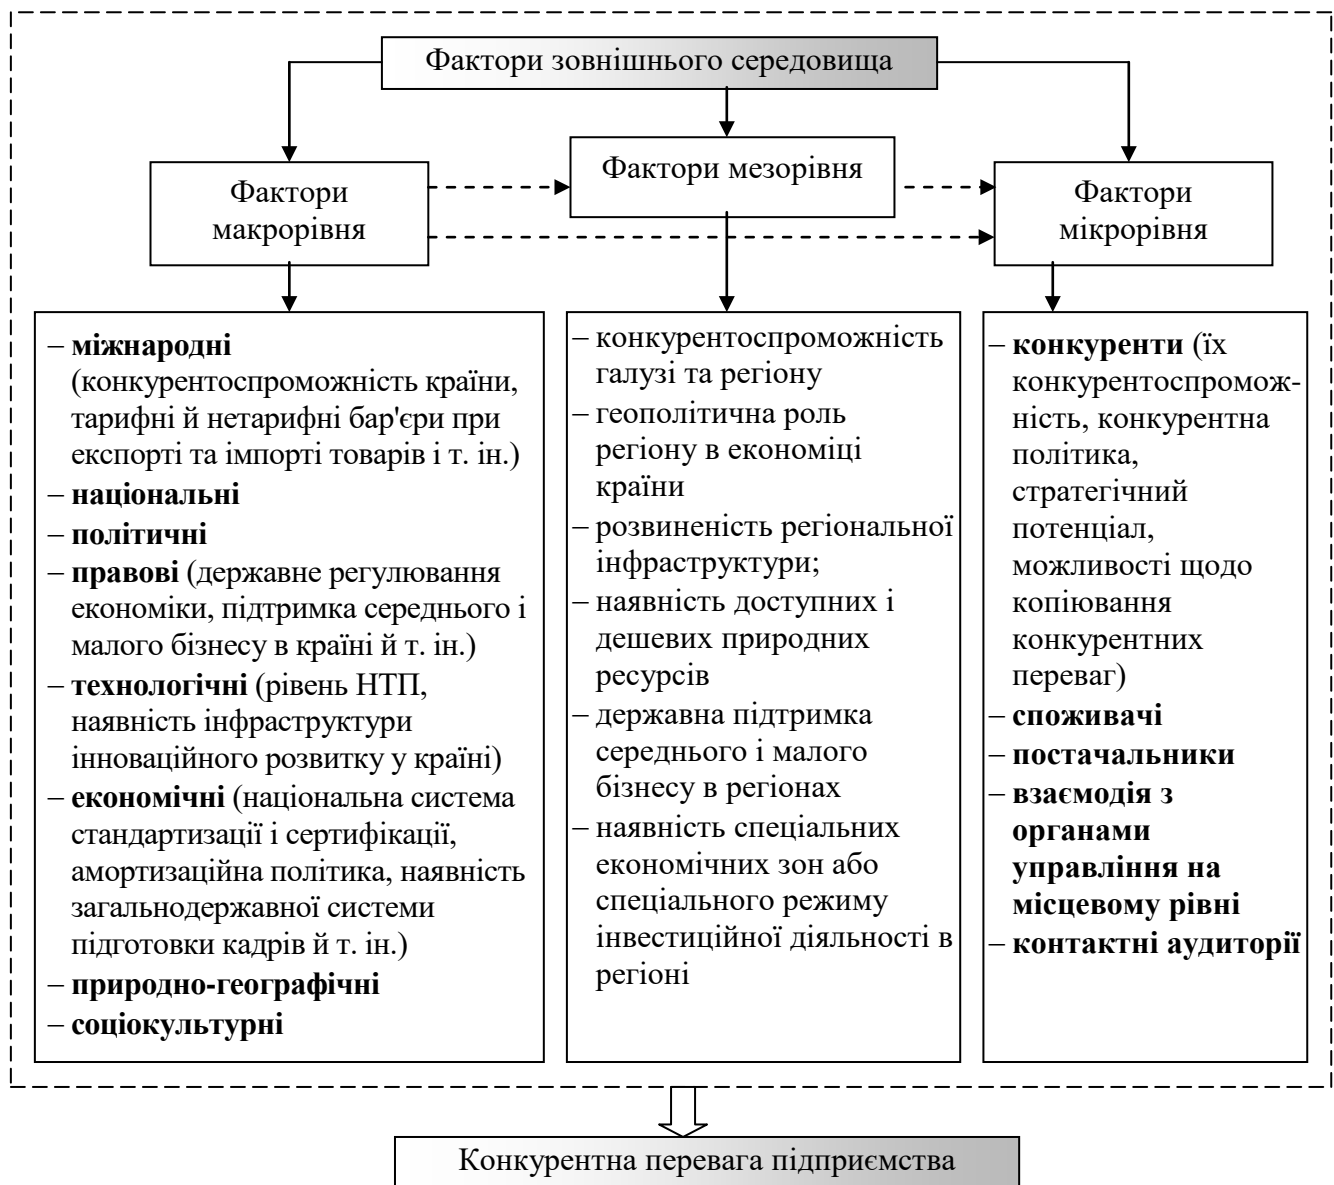 Фактори зовнішнього середовища
Фактори
макрорівня
Фактори мезорівня
Фактори
мікрорівня
– міжнародні
(конкурентоспроможність країни,
тарифні й нетарифні бар'єри при
експорті та імпорті товарів і т. ін.)
– національні
– політичні
– правові (державне регулювання
економіки, підтримка середнього і
малого бізнесу в країні й т. ін.)
– технологічні (рівень НТП,
наявність інфраструктури
інноваційного розвитку у країні)
– економічні (національна система
стандартизації і сертифікації,
амортизаційна політика, наявність
загальнодержавної системи
підготовки кадрів й т. ін.)
– природно-географічні
– соціокультурні
– конкурентоспроможність
галузі та регіону
– геополітична роль
регіону в економіці
країни
– розвиненість регіональної
інфраструктури;
– наявність доступних і
дешевих природних
ресурсів
– державна підтримка
середнього і малого
бізнесу в регіонах
– наявність спеціальних
економічних зон або
спеціального режиму
інвестиційної діяльності в
регіоні
– конкуренти (їх
конкурентоспромож-
ність, конкурентна
політика,
стратегічний
потенціал,
можливості щодо
копіювання
конкурентних
переваг)
– споживачі
– постачальники
– взаємодія з
органами
управління на
місцевому рівні
– контактні аудиторії
Конкурентна перевага підприємства